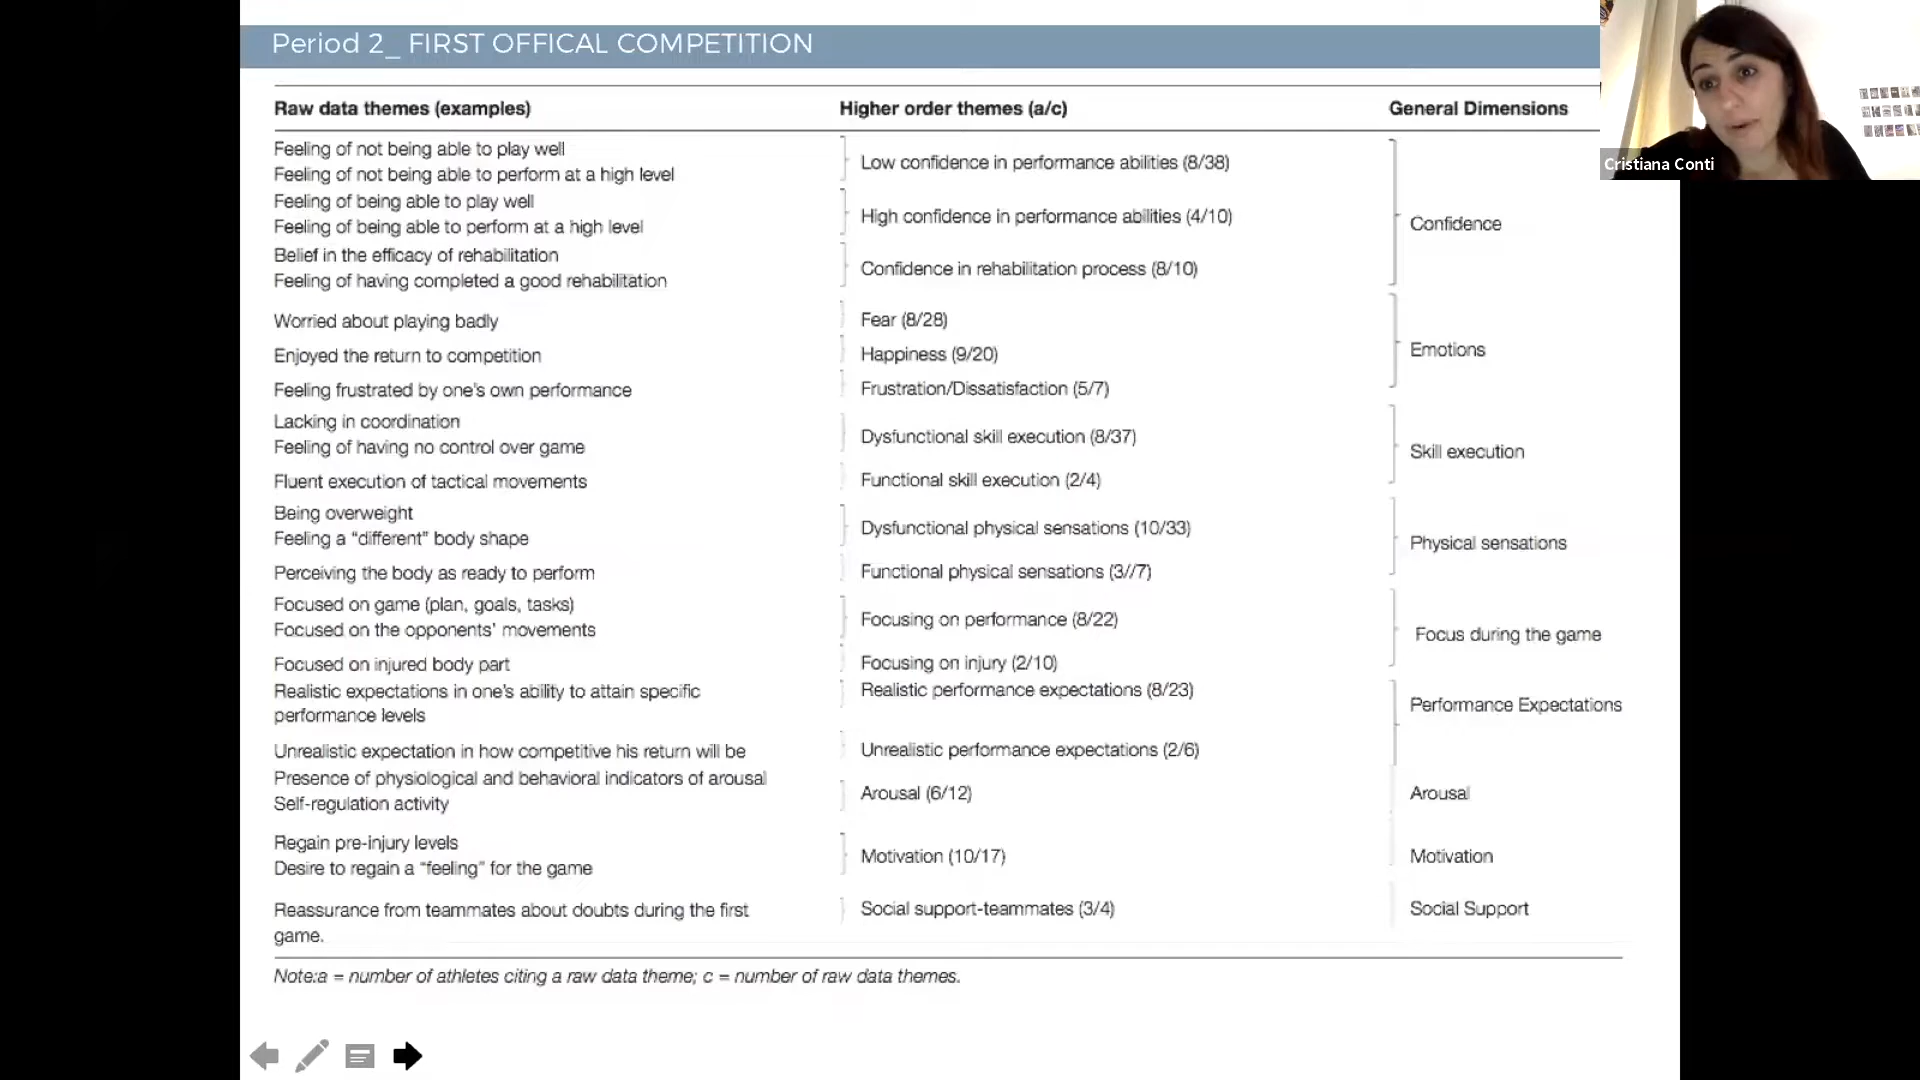 Period 2_ FIRST OFFICAL COMPETITION
Raw data themes (examples) Higher order themes (a/c) General Dimensions
Feeling of not being able to play well
Feeling of not being able to perform at a high level
Low confidence in performance abilities (8/38)
Feeling of being able to play well
Feeling of being able to perform at a high level
High confidence in performance abilities (4/10)
Confidence
Belief in the efficacy of rehabilitation
Feeling of having completed a good rehabilitation
Confidence in rehabilitation process (8/10)
Worried about playing badly Fear (8/28)
Enjoyed the return to competition Happiness (9/20) Emotions
Feeling frustrated by one's own performance Frustration/Dissatisfaction (5/7)
Lacking in coordination
Feeling of having no control over game
Dysfunctional skill execution (8/37)
Skill execution
Fluent execution of tactical movements Functional skill execution (2/4)
Being overweight
Feeling a “different” body shape
Dysfunctional physical sensations (10/33)
Physical sensations
Perceiving the body as ready to perform Functional physical sensations (3//7)
Focused on game (plan, goals, tasks)
Focused on the opponents' movements
Focusing on performance (8/22)
Focus during the game
Focused on injured body part Focusing on injury (2/10)
Realistic expectations in one's ability to attain specific
performance levels
Realistic performance expectations (8/23)
Performance Expectations
Unrealistic expectation in how competitive his return will be Unrealistic performance expectations (2/6)
Presence of physiological and behavioral indicators of arousal
Self-regulation activity
Arousal (6/12) Arousal
Regain pre-injury levels
Desire to regain a “feeling” for the game
Motivation (10/17) Motivation
Reassurance from teammates about doubts during the first
game.
Social support-teammates (3/4) Social Support
Note:a = number of athletes citing a raw data theme; c = number of raw data themes.
Cristiana Conti